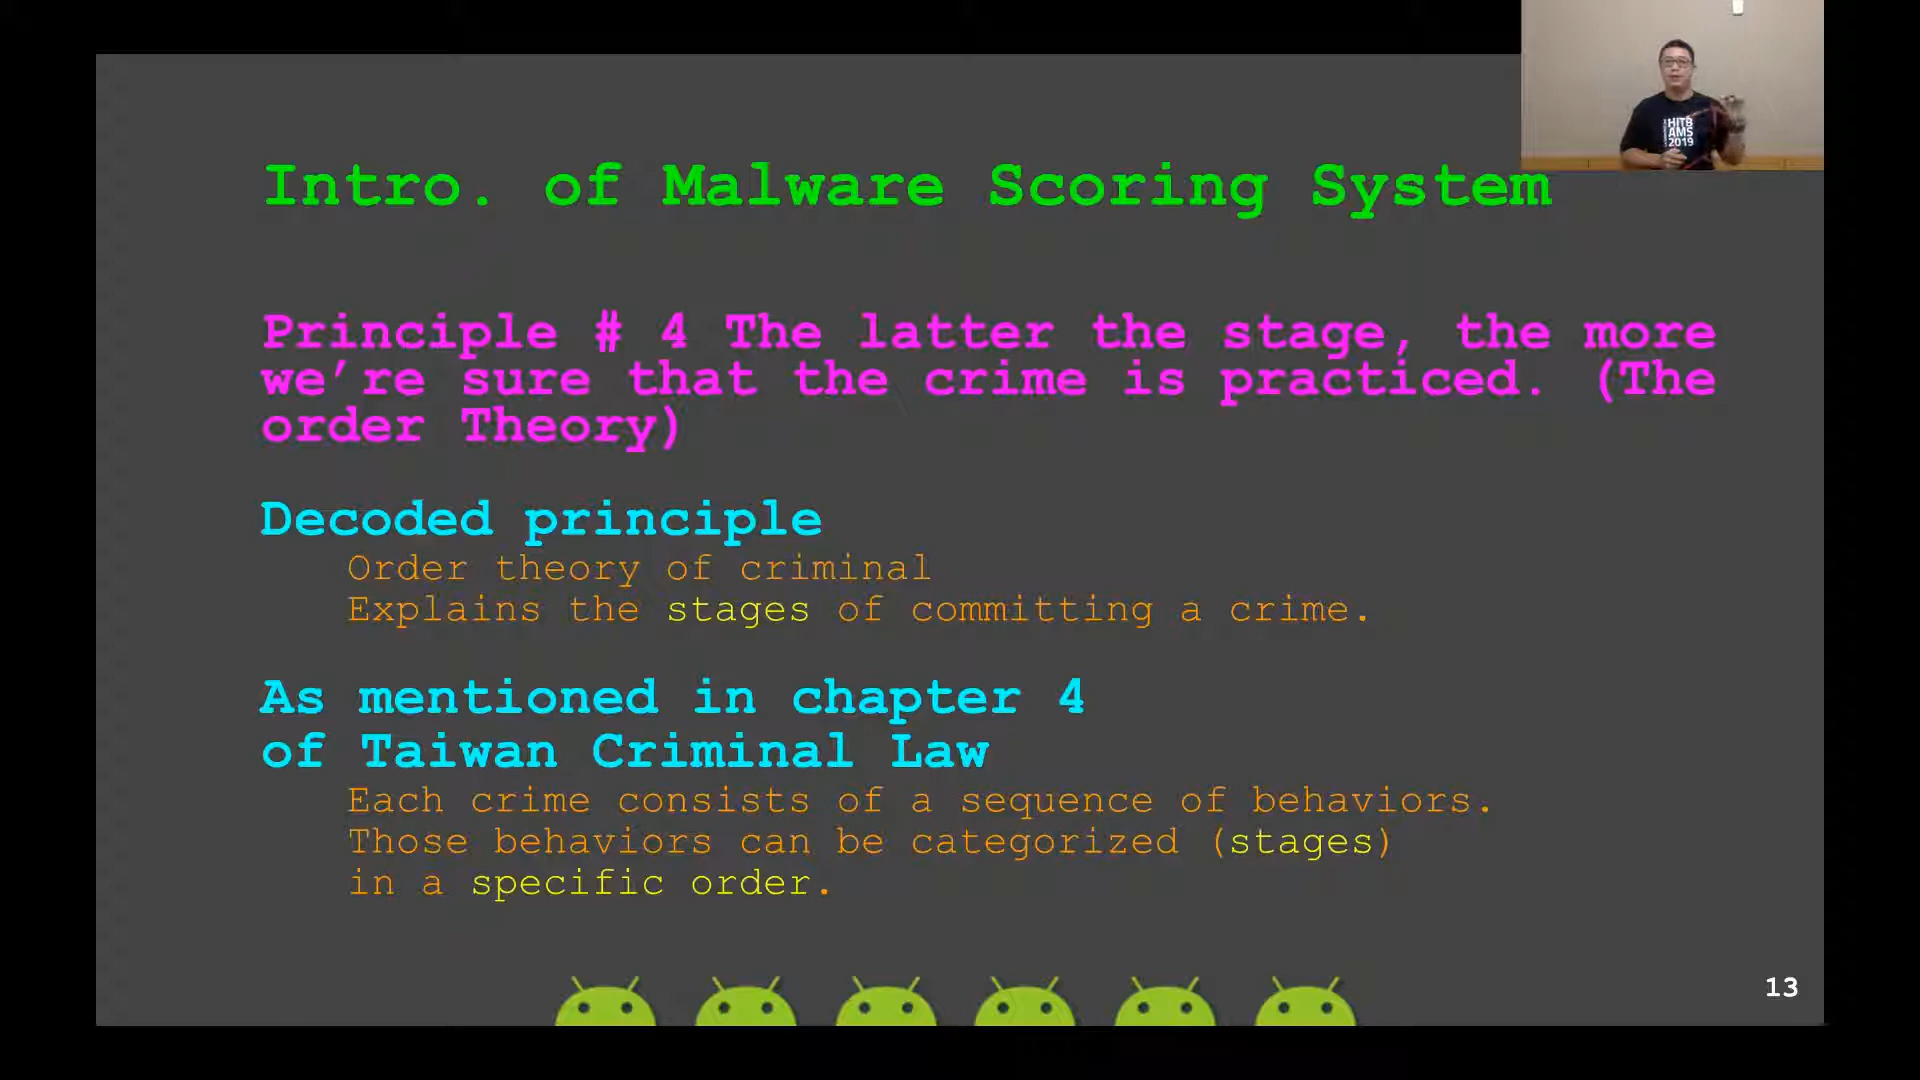 HITB
AMS
2019
Intro. of Malware Scoring System
Principle # 4 The latter the stage, the more
we’re sure that the crime is practiced. (The
order Theory)
Decoded principle
Order theory of criminal
Explains the stages of committing a crime.
As mentioned in chapter 4
of Taiwan Criminal Law
Each crime consists of a sequence of behaviors.
Those behaviors can be categorized (stages)
in a specific order.
13